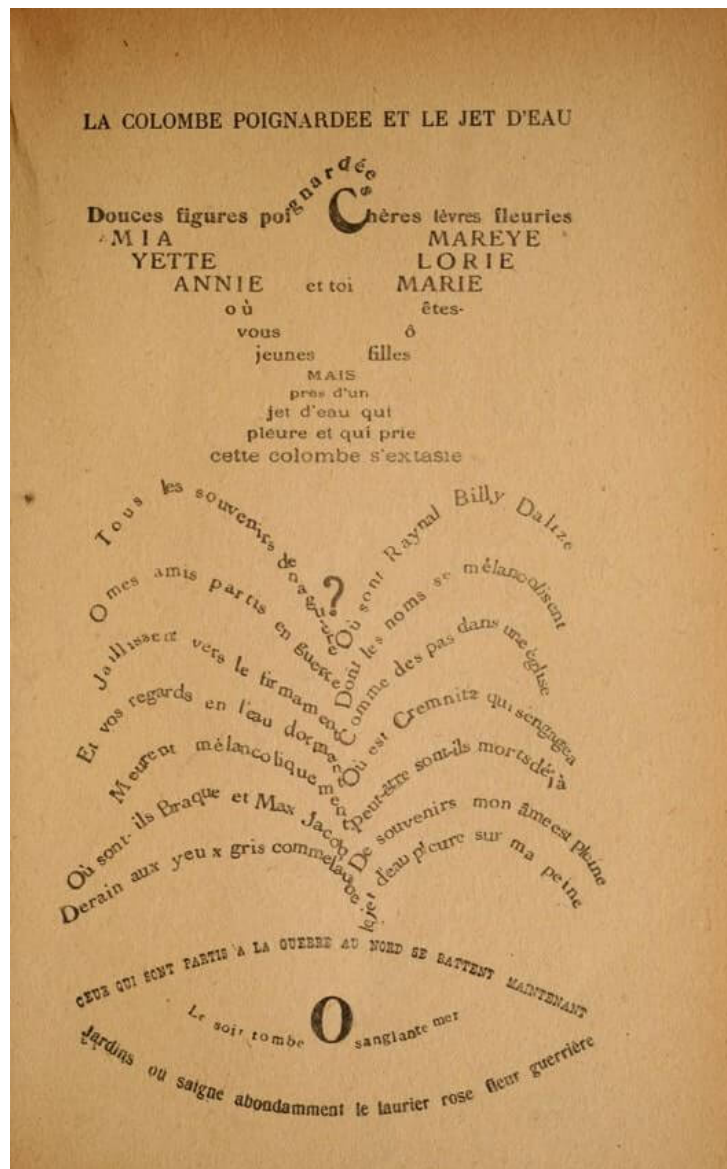 LA COLOMBE POIGNARDEE ET LE JET D'EAU
Douces figures poignardées Chères lèvres fleuries
MIA MAREYE
YETTE LORIE
ANNIE et toi MARIE
où êtes-
vous ô
jeunes filles
MAIS
près d'un
jet d'eau qui
pleure et qui prie
cette colombe s'extasie
Tous les souvenirs de naguère
O mes amis partis en guerre
Jaillissent vers le firmament
Et vos regards en l'eau dormant
Meurent mélancoliquement
Où sont-ils Braque et Max Jacob
Derain aux yeux gris comme l'aube
?
Où sont Raynal Billy Dalize
Dont les noms se mélancolisent
Comme des pas dans une église
Où est Cremnitz qui s'engagea
Peut-être sont-ils morts déjà
De souvenirs mon âme est pleine
Le jet d'eau pleure sur ma peine
CEUX QUI SONT PARTIS A LA GUERRE AU NORD SE BATTENT MAINTENANT
Le soir tombe O sanglante mer
Jardins où saigne abondamment le laurier rose fleur guerrière